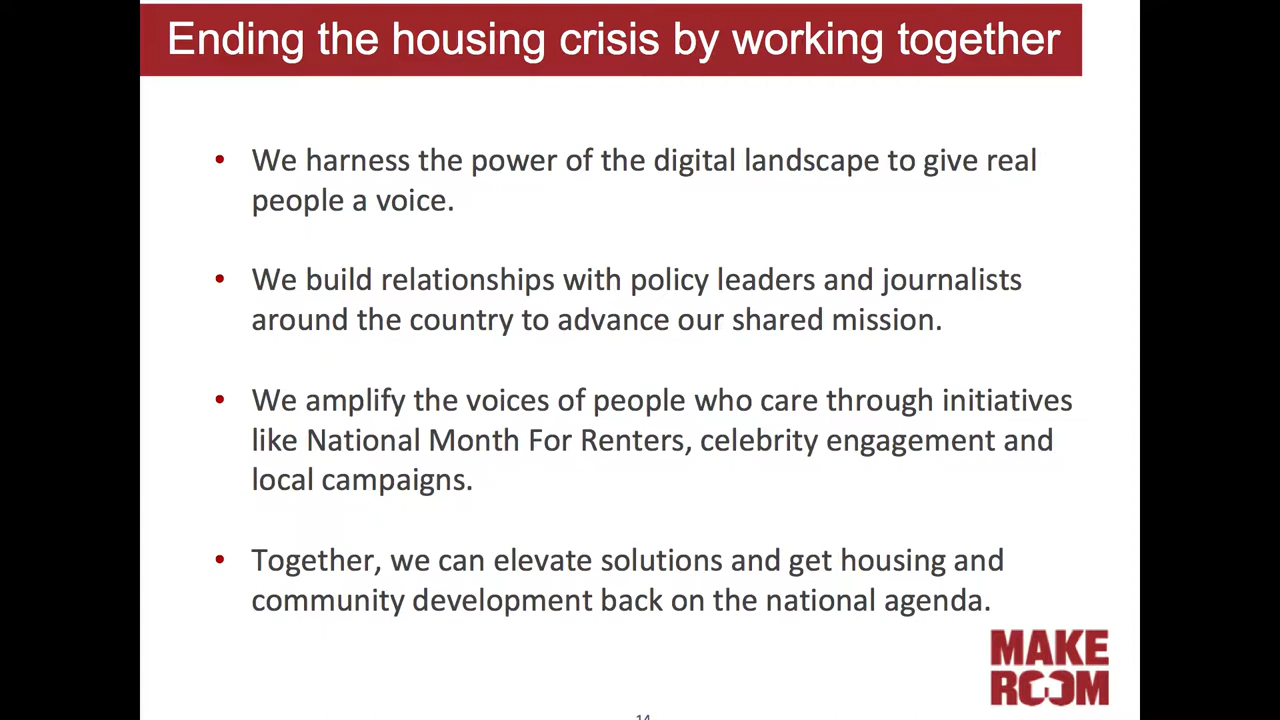 Ending the housing crisis by working together
• We harness the power of the digital landscape to give real
people a voice.
• We build relationships with policy leaders and journalists
around the country to advance our shared mission.
• We amplify the voices of people who care through initiatives
like National Month For Renters, celebrity engagement and
local campaigns.
• Together, we can elevate solutions and get housing and
community development back on the national agenda.
MAKE
ROOM
14